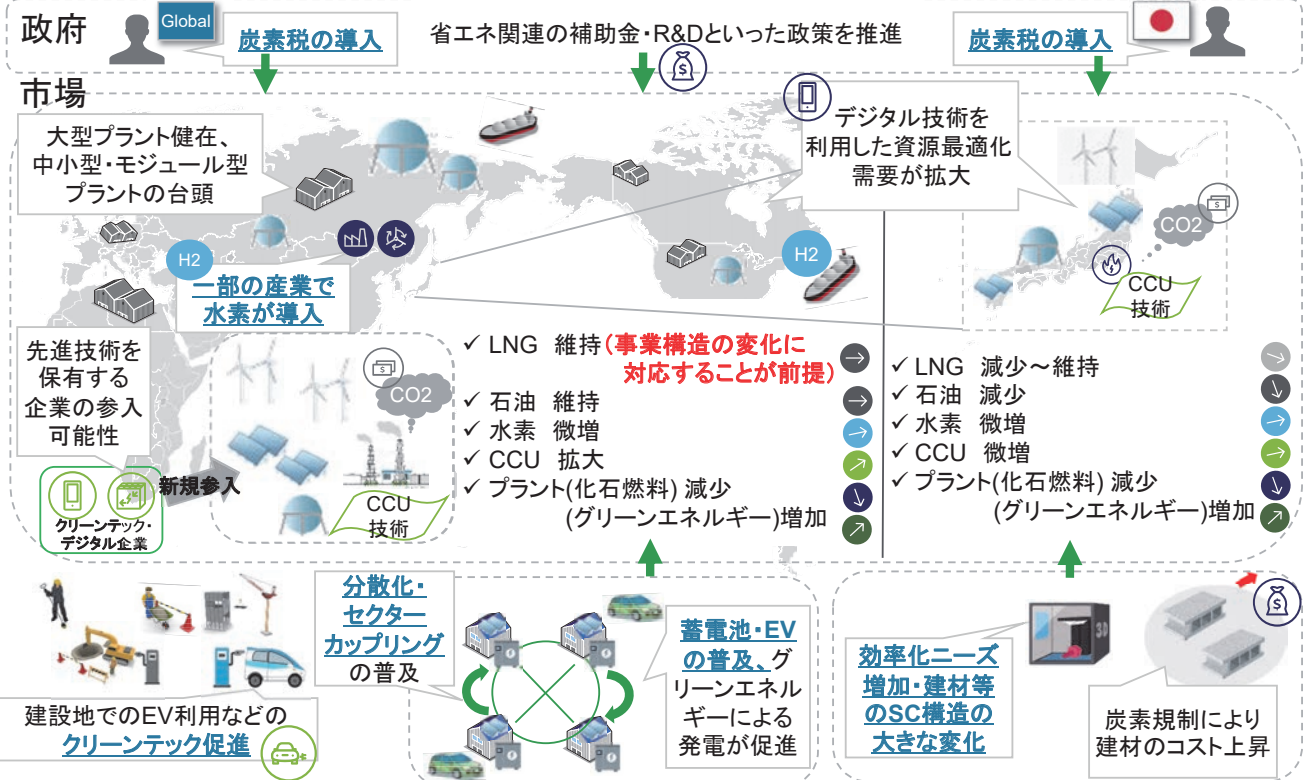 政府
Global
炭素税の導入
省エネ関連の補助金・R&Dといった政策を推進
炭素税の導入
市場
大型プラント健在、
中小型・モジュール型
プラントの台頭
デジタル技術を
利用した資源最適化
需要が拡大
CO2
CCU
技術
H2
一部の産業で
水素が導入
H2
先進技術を
保有する
企業の参入
可能性
新規参入
クリーンテック・
デジタル企業
CO2
CCU
技術
✓ LNG 維持(事業構造の変化に
対応することが前提)
✓ 石油 維持
✓ 水素 微増
✓ CCU 拡大
✓ プラント(化石燃料) 減少
(グリーンエネルギー)増加
✓ LNG 減少~維持
✓ 石油 減少
✓ 水素 微増
✓ CCU 微増
✓ プラント(化石燃料) 減少
(グリーンエネルギー)増加
建設地でのEV利用などの
クリーンテック促進
分散化・
セクター
カップリング
の普及
蓄電池・EV
の普及、グ
リーンエネル
ギーによる
発電が促進
効率化ニーズ
増加・建材等
のSC構造の
大きな変化
3D
炭素規制により
建材のコスト上昇